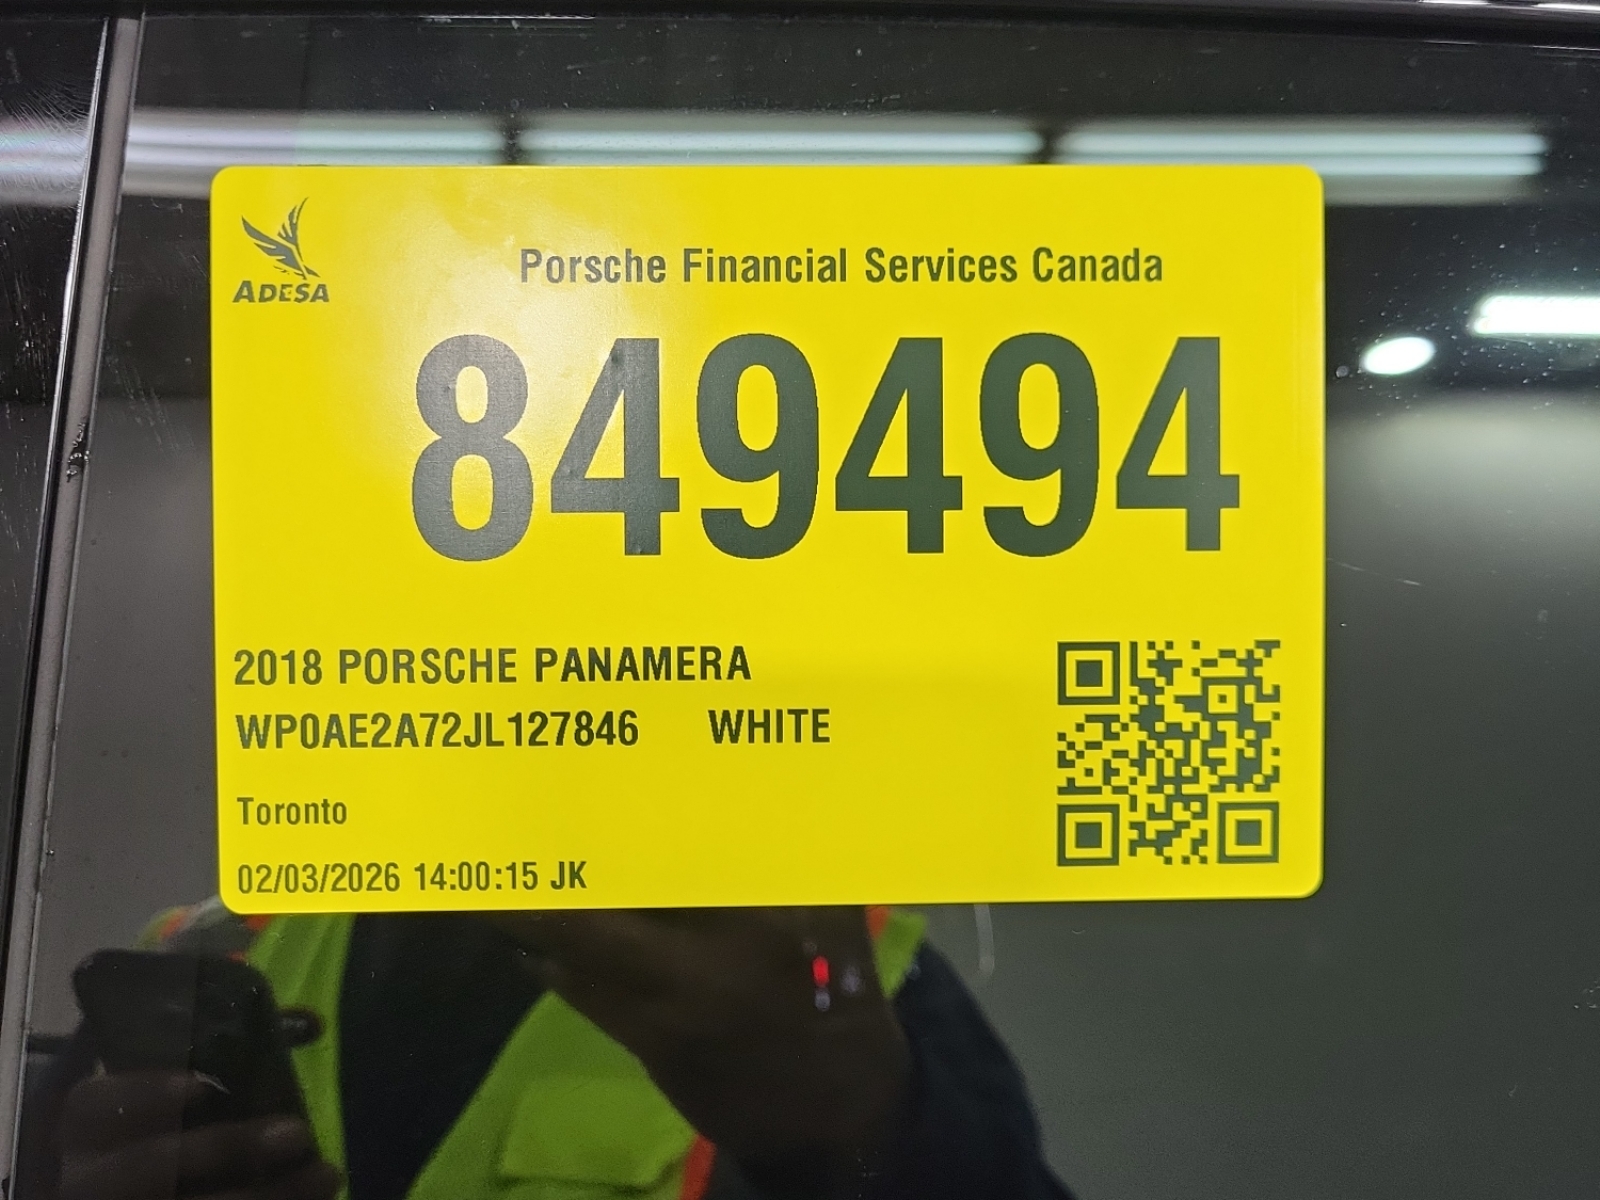 ADESA
Porsche Financial Services Canada
849494
2018 PORSCHE PANAMERA
WP0AE2A72JL127846 WHITE
Toronto
02/03/2026 14:00:15 JK